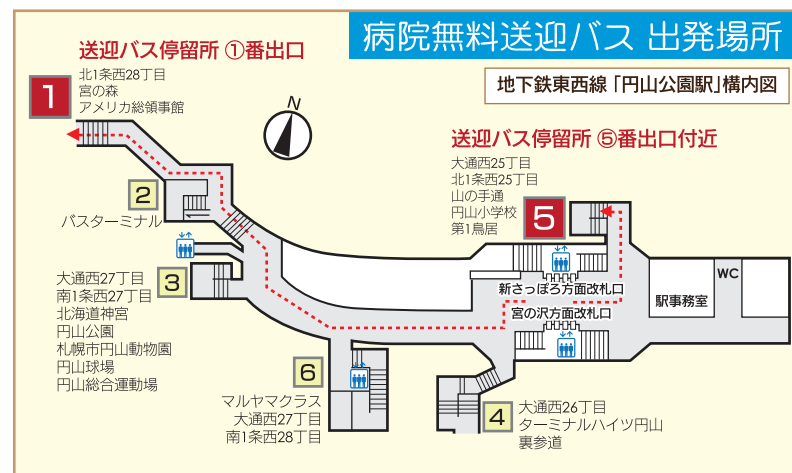 病院無料送迎バス 出発場所
地下鉄東西線「円山公園駅」構内図
送迎バス停留所 ①番出口
1
北1条西28丁目
宮の森
アメリカ総領事館
N
送迎バス停留所 ⑤番出口付近
大通西25丁目
北1条西25丁目
山の手通
円山小学校
第1鳥居
5
2
バスターミナル
3
大通西27丁目
南1条西27丁目
北海道神宮
円山公園
札幌市円山動物園
円山球場
円山総合運動場
新さっぽろ方面改札口
宮の沢方面改札口
駅事務室
WC
6
マルヤマクラス
大通西27丁目
南1条西28丁目
4
大通西26丁目
ターミナルハイツ円山
裏参道